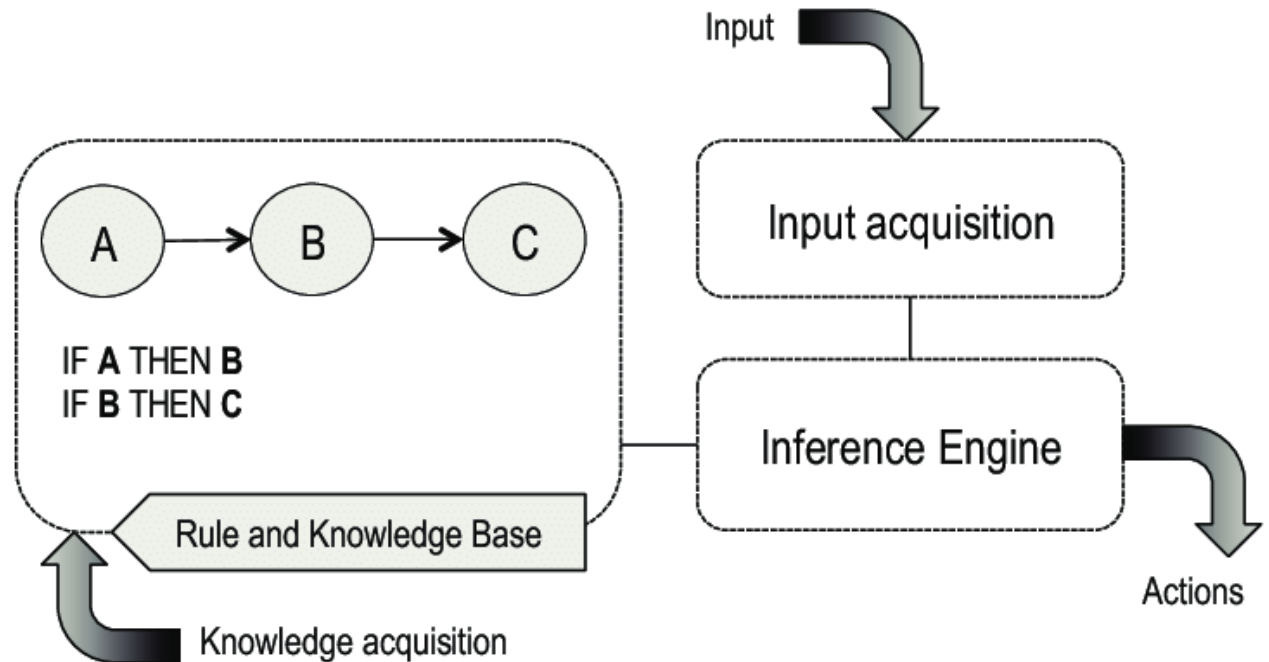 Input
Input acquisition
A
B
C
IF A THEN B
IF B THEN C
Inference Engine
Rule and Knowledge Base
Actions
Knowledge acquisition